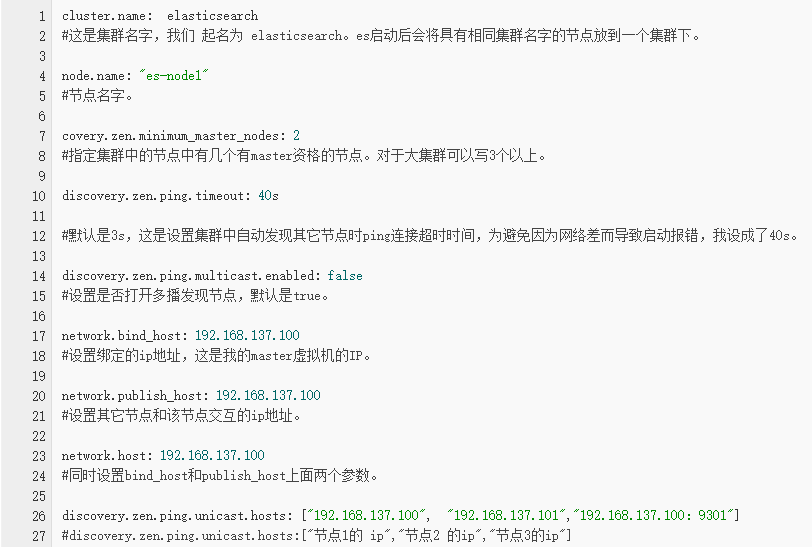 1 cluster.name:  elasticsearch
2 #这是集群名字，我们 起名为 elasticsearch。es启动后会将具有相同集群名字的节点放到一个集群下。
3
4 node.name: "es-node1"
5 #节点名字。
6
7 covery.zen.minimum_master_nodes: 2
8 #指定集群中的节点中有几个有master资格的节点。对于大集群可以写3个以上。
9
10 discovery.zen.ping.timeout: 40s
11
12 #默认是3s，这是设置集群中自动发现其它节点时ping连接超时时间，为避免因为网络差而导致启动报错，我设成了40s。
13
14 discovery.zen.ping.multicast.enabled: false
15 #设置是否打开多播发现节点，默认是true。
16
17 network.bind_host: 192.168.137.100
18 #设置绑定的ip地址，这是我的master虚拟机的IP。
19
20 network.publish_host: 192.168.137.100
21 #设置其它节点和该节点交互的ip地址。
22
23 network.host: 192.168.137.100
24 #同时设置bind_host和publish_host上面两个参数。
25
26 discovery.zen.ping.unicast.hosts: ["192.168.137.100",  "192.168.137.101","192.168.137.100：9301"]
27 #discovery.zen.ping.unicast.hosts:["节点1的 ip","节点2 的ip","节点3的ip"]